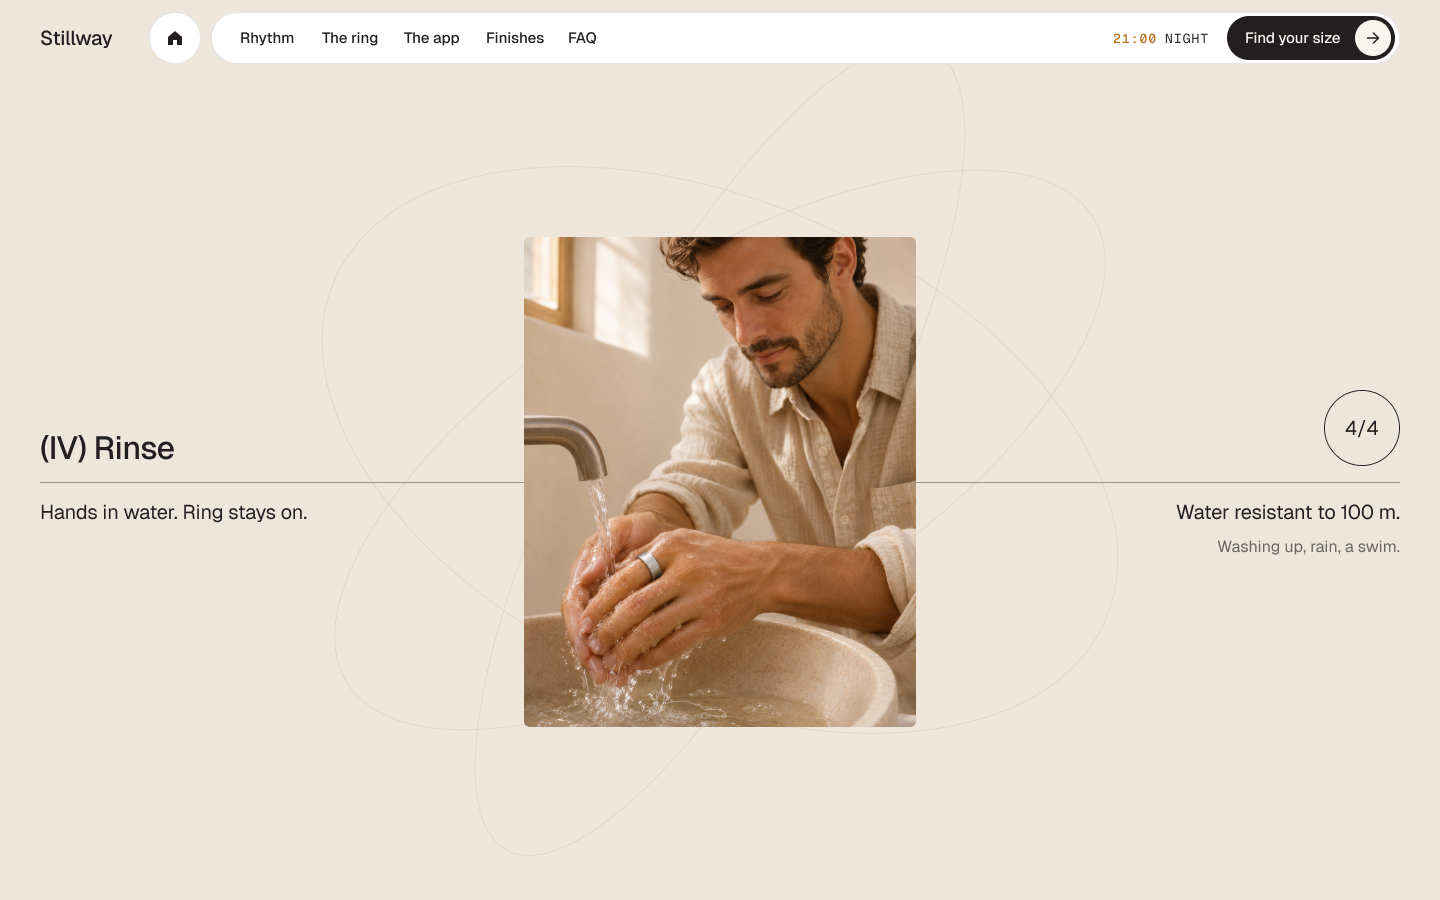 Stillway
Rhythm
The ring
The app
Finishes
FAQ
21:00 NIGHT
Find your size
(IV) Rinse
4/4
Hands in water. Ring stays on.
Water resistant to 100 m.
Washing up, rain, a swim.